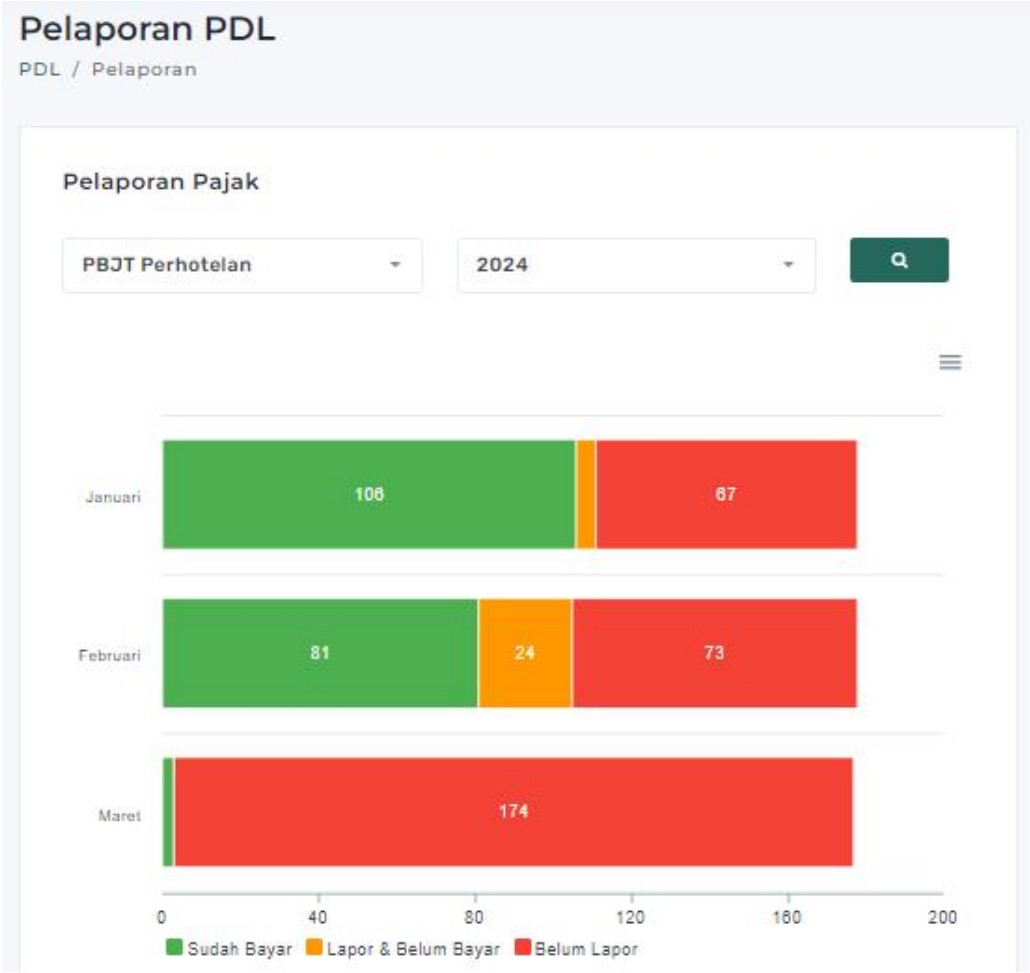 Pelaporan PDL
PDL / Pelaporan
Pelaporan Pajak
PBJT Perhotelan
2024
Januari
106
67
Februari
81
24
73
Maret
174
0 40 80 120 160 200
Sudah Bayar Lapor & Belum Bayar Belum Lapor